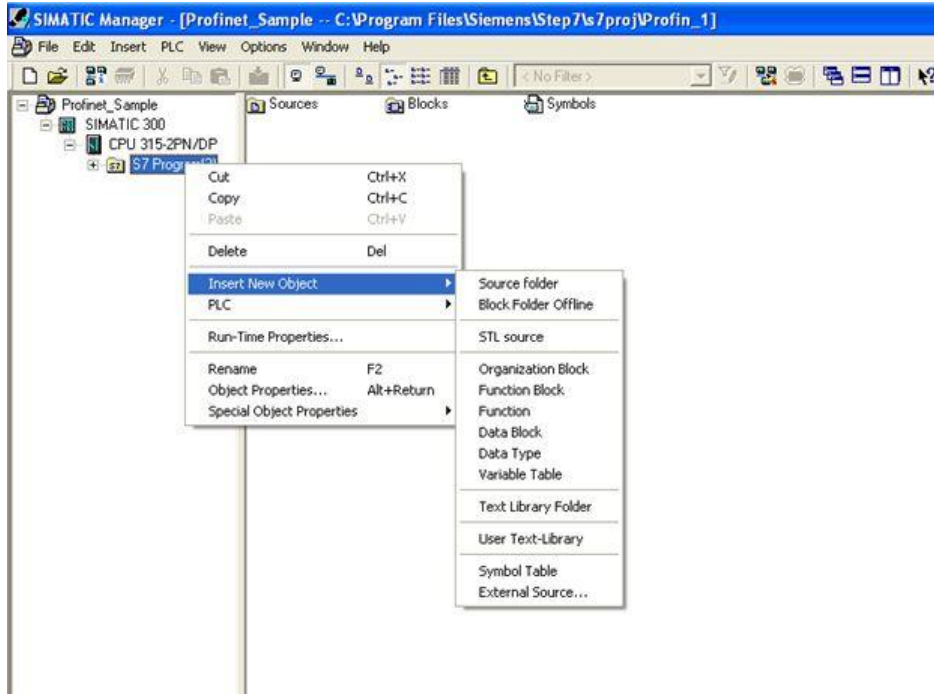 SIMATIC Manager - [Profinet_Sample -- C:\Program Files\Siemens\Step7\s7proj\Profin_1]
File Edit Insert PLC View Options Window Help
< No Filter >
Profinet_Sample
SIMATIC 300
CPU 315-2PN/DP
S7 Progr
Sources Blocks Symbols
Cut Ctrl+X
Copy Ctrl+C
Paste Ctrl+V
Delete Del
Insert New Object
PLC
Run-Time Properties...
Rename F2
Object Properties... Alt+Return
Special Object Properties
Source folder
Block Folder Offline
STL source
Organization Block
Function Block
Function
Data Block
Data Type
Variable Table
Text Library Folder
User Text-Library
Symbol Table
External Source...